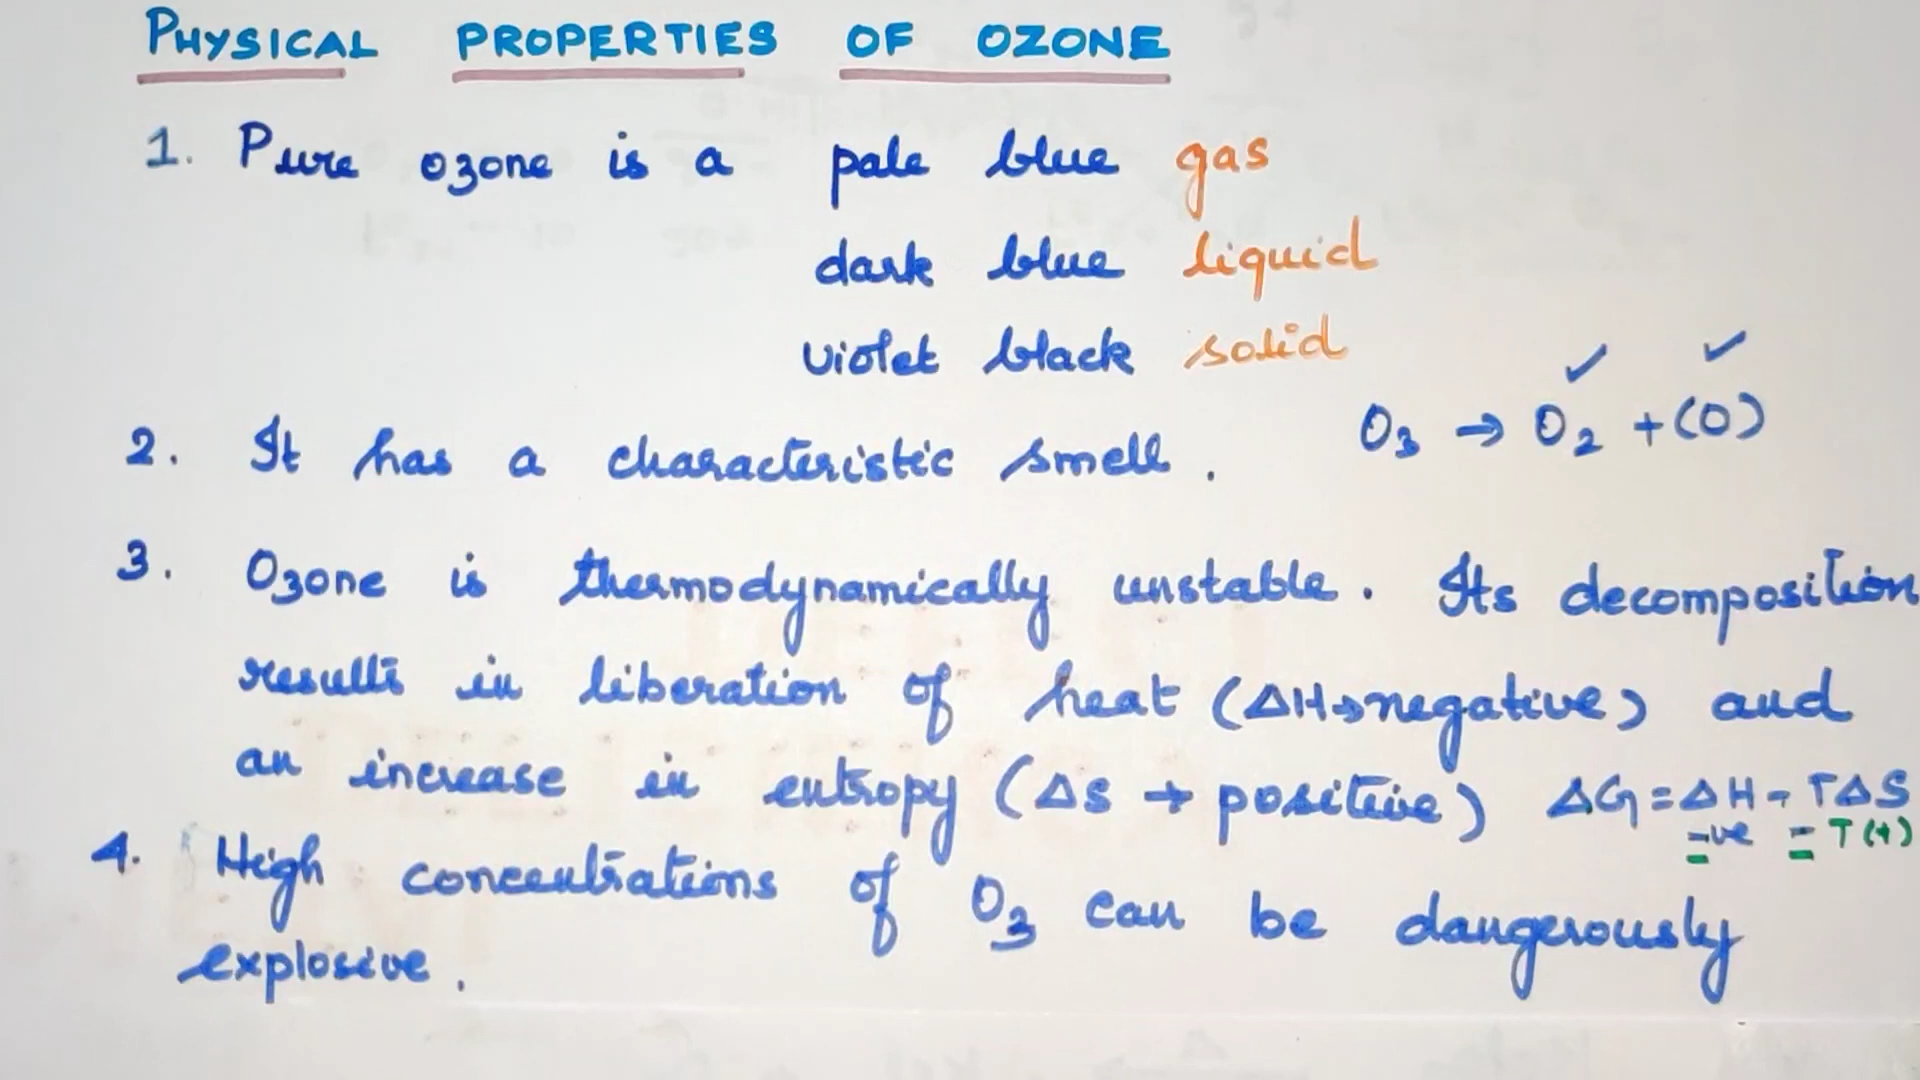 PHYSICAL PROPERTIES OF OZONE
1. Pure ozone is a pale blue gas
dark blue liquid
violet black solid
2. It has a characteristic smell.
O3 → O2 + (O)
3. Ozone is thermodynamically unstable. Its decomposition
results in liberation of heat (ΔH→negative) and
an increase in entropy (ΔS → positive) ΔG = ΔH - TΔS
-ve - T(+)
4. High concentrations of O3 can be dangerously
explosive.